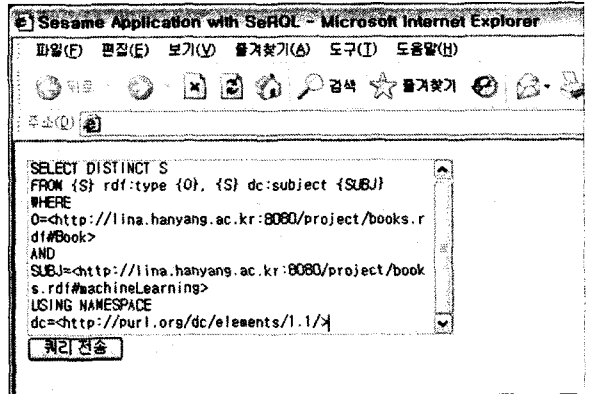 Sesame Application with SeRQL - Microsoft Internet Explorer
파일(F) 편집(E) 보기(V) 즐겨찾기(A) 도구(T) 도움말(H)
뒤로 검색 즐겨찾기
주소(D)
SELECT DISTINCT S
FROM {S} rdf:type {O}, {S} dc:subject {SUBJ}
WHERE
O=<http://lina.hanyang.ac.kr:8080/project/books.r
df#Book>
AND
SUBJ=<http://lina.hanyang.ac.kr:8080/project/book
s.rdf#machineLearning>
USING NAMESPACE
dc=<http://purl.org/dc/elements/1.1/>
쿼리 전송